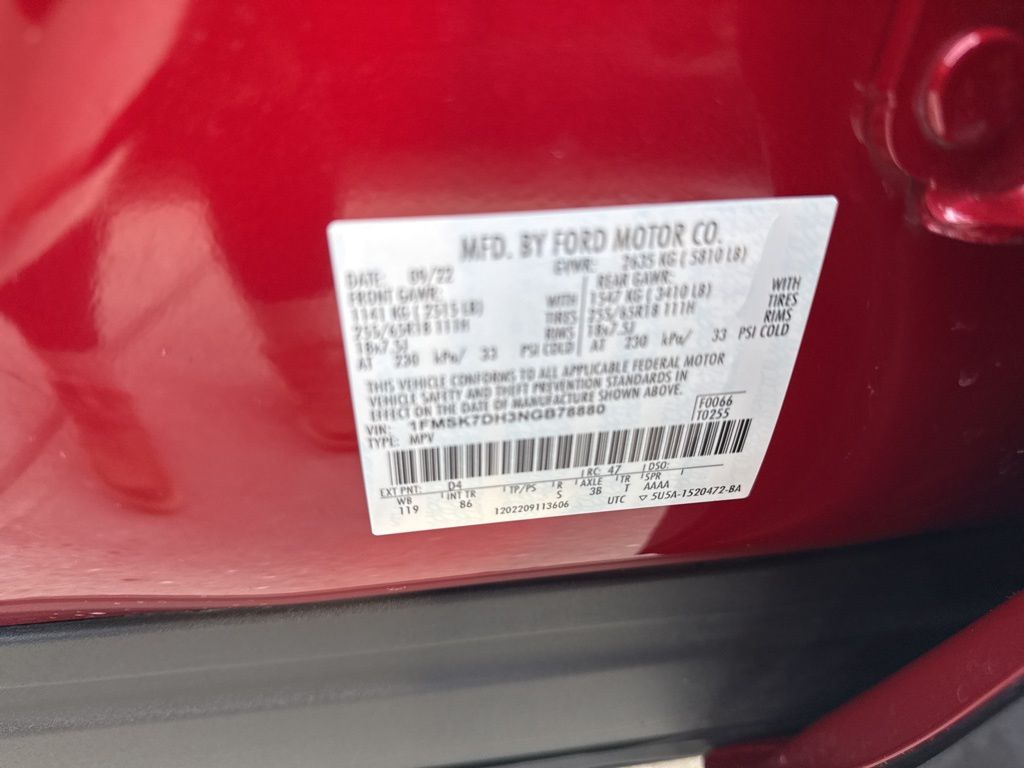 MFD. BY FORD MOTOR CO.
DATE: 09/22 GVWR: 2635 KG ( 5810 LB)
FRONT GAWR: REAR GAWR:
1141 KG ( 2515 LB) WITH 1547 KG ( 3410 LB) WITH
255/65R18 111H TIRES 255/65R18 111H TIRES
18x7.5J RIMS 18x7.5J RIMS
AT 230 kPa/ 33 PSI COLD AT 230 kPa/ 33 PSI COLD
THIS VEHICLE CONFORMS TO ALL APPLICABLE FEDERAL MOTOR
VEHICLE SAFETY AND THEFT PREVENTION STANDARDS IN
EFFECT ON THE DATE OF MANUFACTURE SHOWN ABOVE.
VIN: 1FMSK7DH3NGB78880 F0066
TYPE: MPV T0255
EXT PNT: D4 RC: 47 DSO:
WB INT TR TP/PS R AXLE TR SPR
119 86 S 3B T AAAA
1202209113606 UTC ▽ 5U5A-1520472-BA